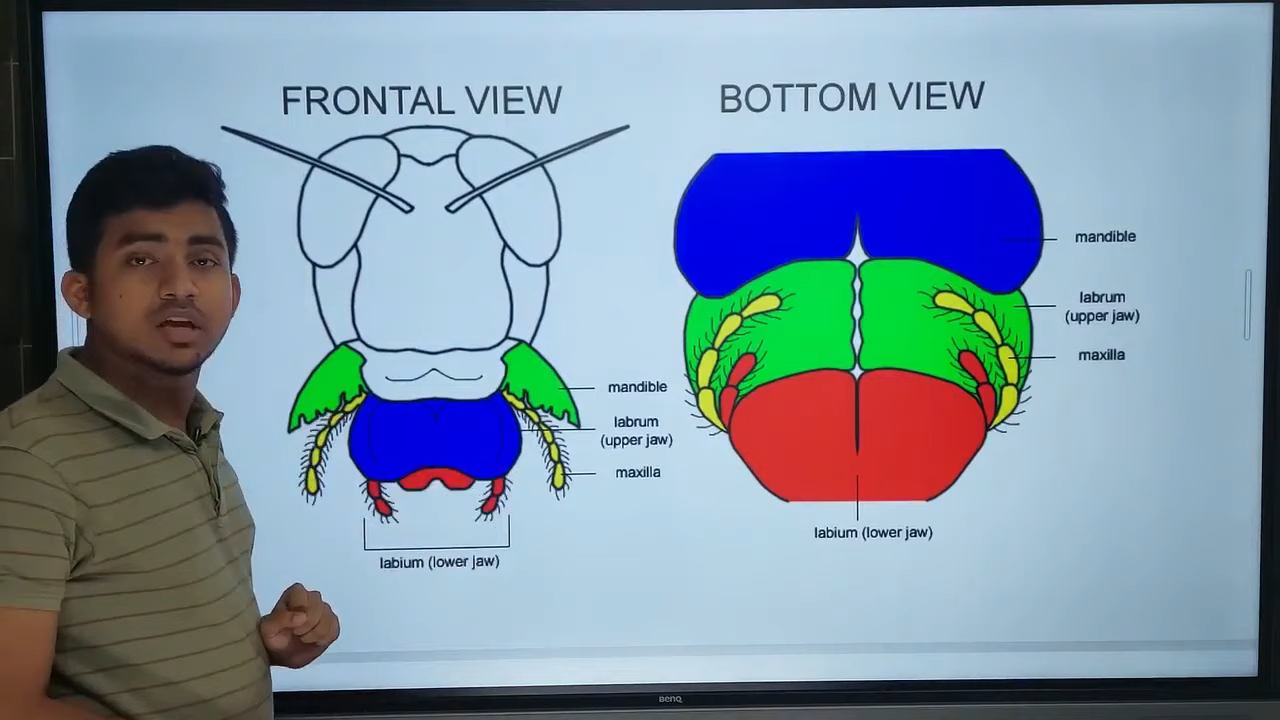 FRONTAL VIEW
mandible
labrum
(upper jaw)
maxilla
labium (lower jaw)
BOTTOM VIEW
mandible
labrum
(upper jaw)
maxilla
labium (lower jaw)
BenQ